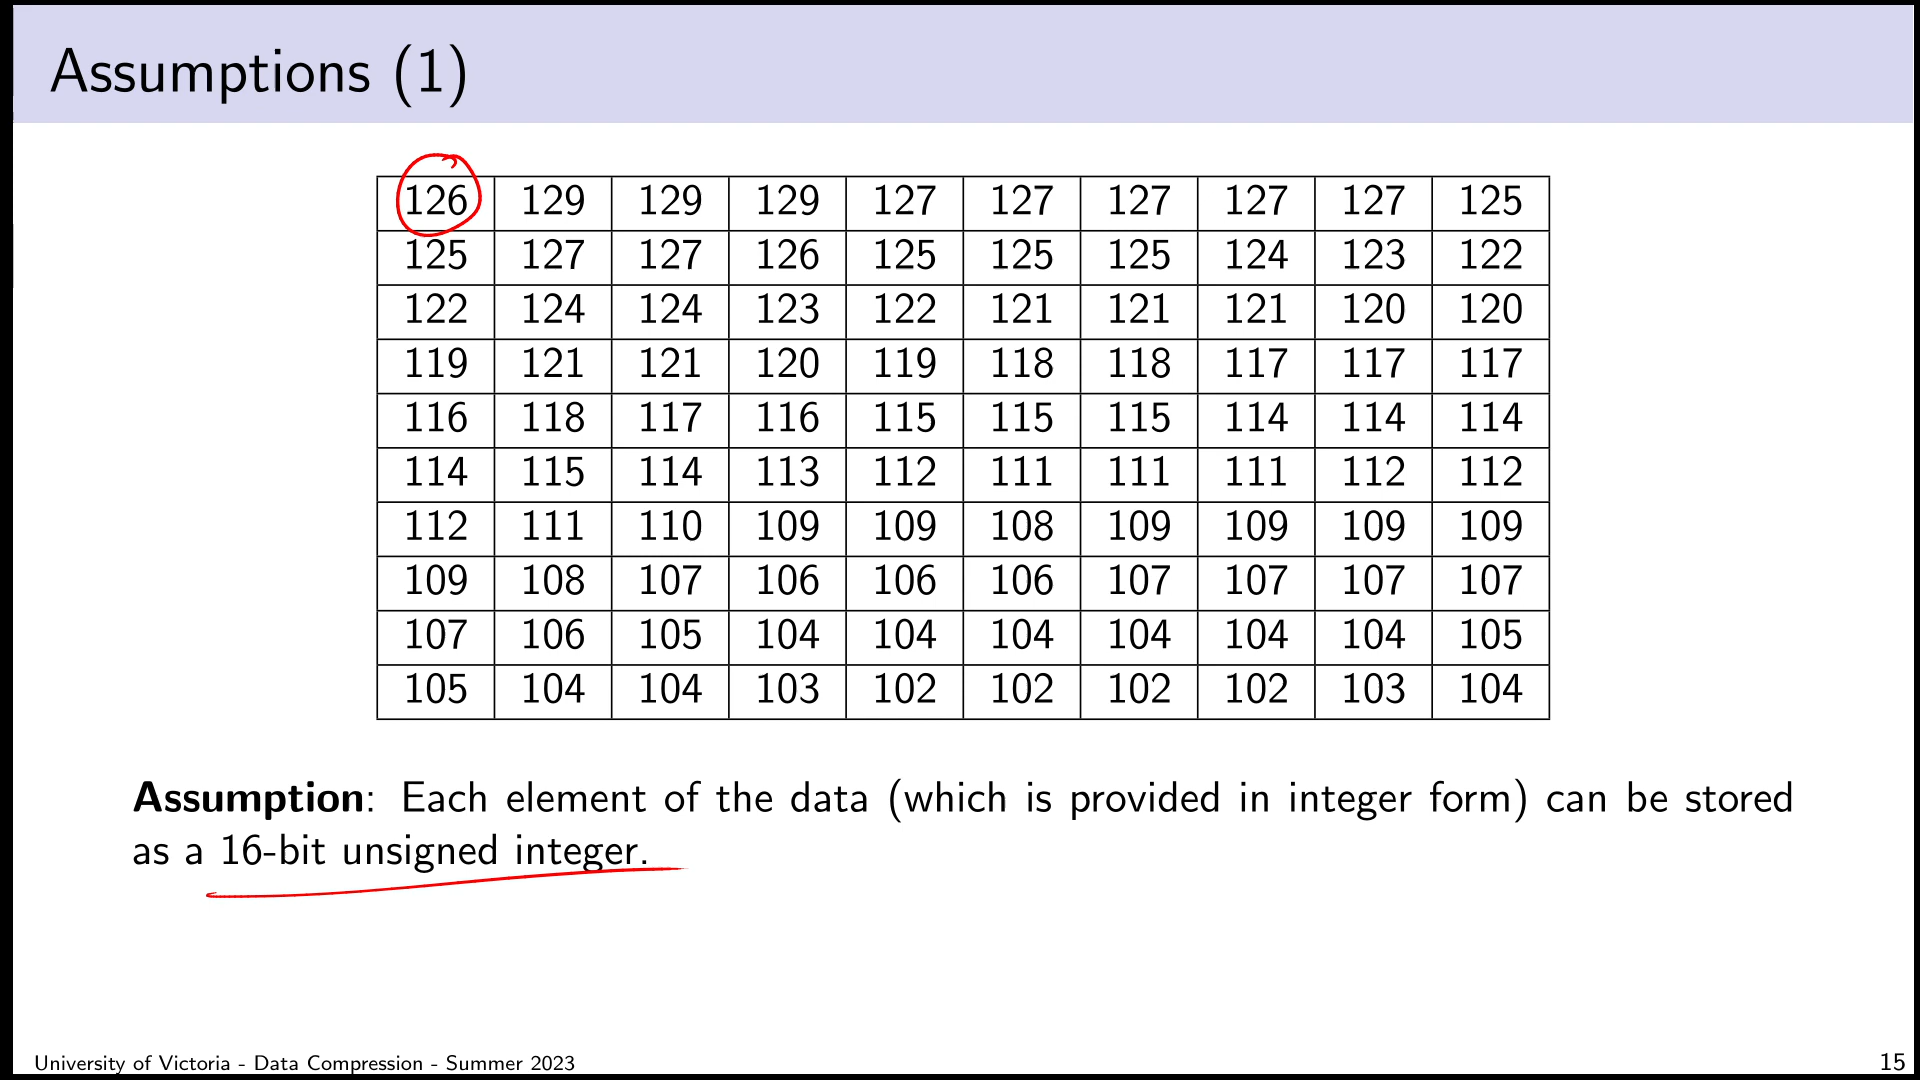 Assumptions (1)
126 129 129 129 127 127 127 127 127 125
125 127 127 126 125 125 125 124 123 122
122 124 124 123 122 121 121 121 120 120
119 121 121 120 119 118 118 117 117 117
116 118 117 116 115 115 115 114 114 114
114 115 114 113 112 111 111 111 112 112
112 111 110 109 109 108 109 109 109 109
109 108 107 106 106 106 107 107 107 107
107 106 105 104 104 104 104 104 104 105
105 104 104 103 102 102 102 102 103 104
Assumption: Each element of the data (which is provided in integer form) can be stored
as a 16-bit unsigned integer.
University of Victoria - Data Compression - Summer 2023
15